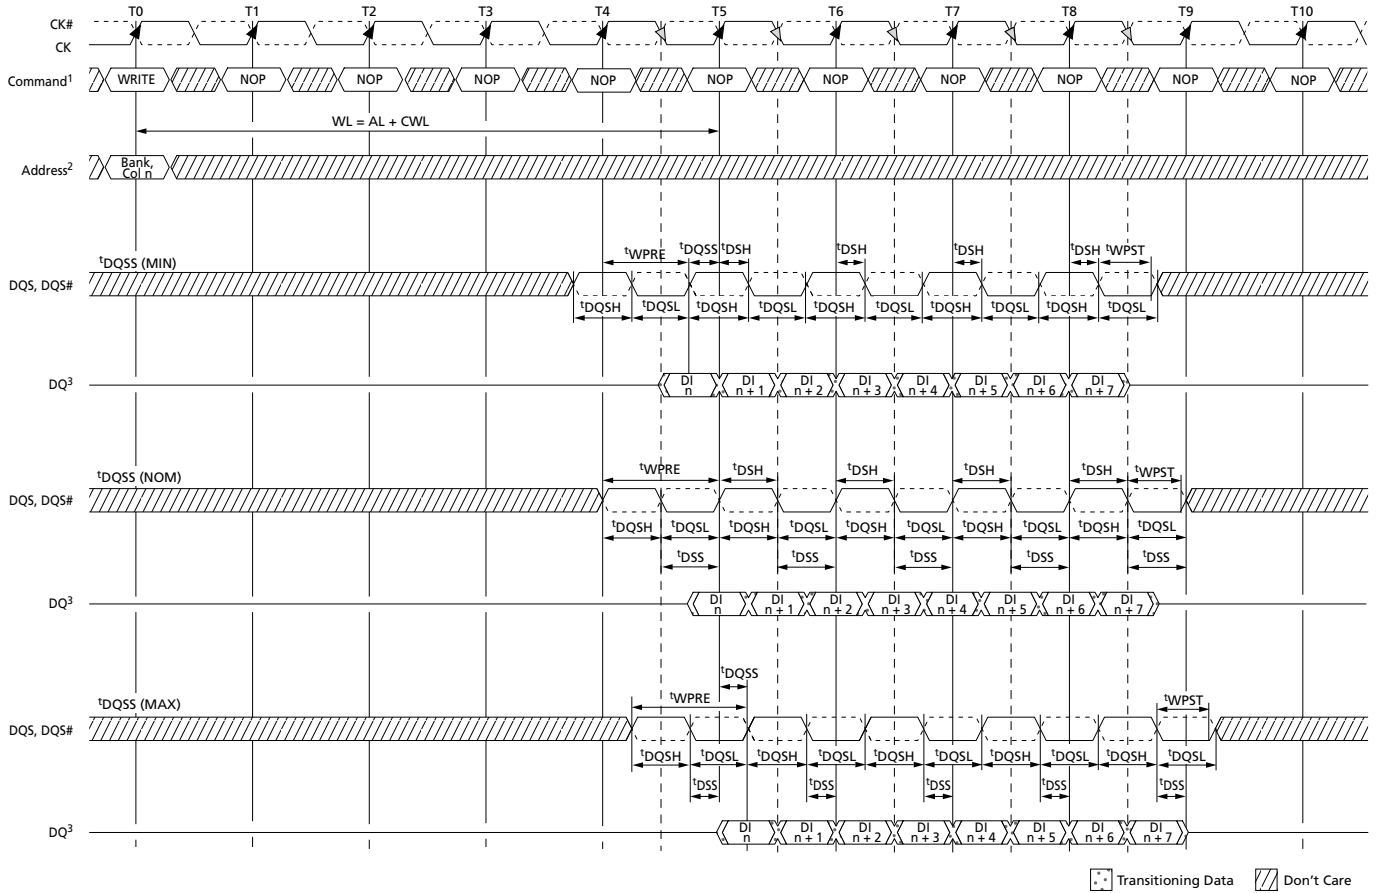 T0 T1 T2 T3 T4 T5 T6 T7 T8 T9 T10
CK#
CK
Command1 WRITE NOP NOP NOP NOP NOP NOP NOP NOP NOP NOP
WL = AL + CWL
Address2 Bank,
Col n
tWPRE tDQSS tDSH tDSH tDSH tDSH tWPST
tDQSS (MIN)
DQS, DQS#
tDQSH tDQSL tDQSH tDQSL tDQSH tDQSL tDQSH tDQSL tDQSH tDQSL
DQ3 DI DI DI DI DI DI DI DI
n n + 1 n + 2 n + 3 n + 4 n + 5 n + 6 n + 7
tDQSS (NOM) tWPRE tDSH tDSH tDSH tDSH tWPST
DQS, DQS#
tDQSH tDQSL tDQSH tDQSL tDQSH tDQSL tDQSH tDQSL tDQSH tDQSL
tDSS tDSS tDSS tDSS tDSS
DQ3 DI DI DI DI DI DI DI DI
n n + 1 n + 2 n + 3 n + 4 n + 5 n + 6 n + 7
tDQSS
tDQSS (MAX) tWPRE tWPST
DQS, DQS#
tDQSH tDQSL tDQSH tDQSL tDQSH tDQSL tDQSH tDQSL tDQSH tDQSL
tDSS tDSS tDSS tDSS tDSS
DQ3 DI DI DI DI DI DI DI DI
n n + 1 n + 2 n + 3 n + 4 n + 5 n + 6 n + 7
Transitioning Data Don't Care